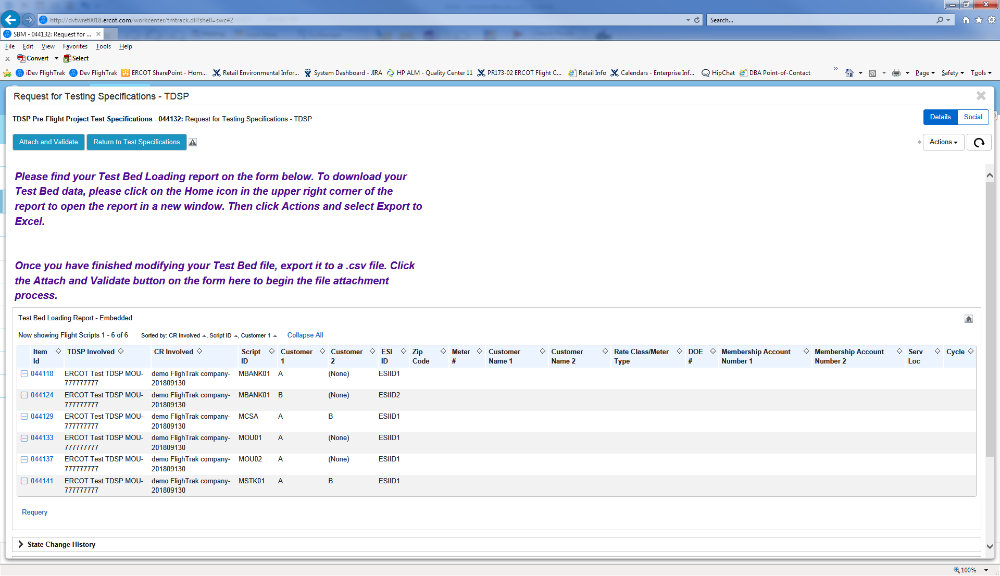 http://dvtwret0018.ercot.com/workcenter/tmtrack.dll?shell=swc#2
Search...
SBM - 044132: Request for ...
File Edit View Favorites Tools Help
Convert Select
iDev FlighTrak Dev FlighTrak ERCOT SharePoint - Hom... Retail Environmental Infor... System Dashboard - JIRA HP ALM - Quality Center 11 PR173-02 ERCOT Flight C... Retail Info Calendars - Enterprise Inf... HipChat DBA Point-of-Contact » Page Safety Tools
Request for Testing Specifications - TDSP
TDSP Pre-Flight Project Test Specifications - 044132: Request for Testing Specifications - TDSP
Details Social
Attach and Validate Return to Test Specifications
Actions
Please find your Test Bed Loading report on the form below. To download your
Test Bed data, please click on the Home icon in the upper right corner of the
report to open the report in a new window. Then click Actions and select Export to
Excel.
Once you have finished modifying your Test Bed file, export it to a .csv file. Click
the Attach and Validate button on the form here to begin the file attachment
process.
Test Bed Loading Report - Embedded
Now showing Flight Scripts 1 - 6 of 6 Sorted by: CR Involved , Script ID , Customer 1 Collapse All
Item Id TDSP Involved CR Involved Script ID Customer 1 Customer 2 ESI ID Zip Code Meter # Customer Name 1 Customer Name 2 Rate Class/Meter Type DOE # Membership Account Number 1 Membership Account Number 2 Serv Loc Cycle
044118 ERCOT Test TDSP MOU-777777777 demo FlighTrak company-201809130 MBANK01 A (None) ESIID1
044124 ERCOT Test TDSP MOU-777777777 demo FlighTrak company-201809130 MBANK01 B (None) ESIID2
044129 ERCOT Test TDSP MOU-777777777 demo FlighTrak company-201809130 MCSA A B ESIID1
044133 ERCOT Test TDSP MOU-777777777 demo FlighTrak company-201809130 MOU01 A (None) ESIID1
044137 ERCOT Test TDSP MOU-777777777 demo FlighTrak company-201809130 MOU02 A (None) ESIID1
044141 ERCOT Test TDSP MOU-777777777 demo FlighTrak company-201809130 MSTK01 A B ESIID1
Requery
State Change History
100%